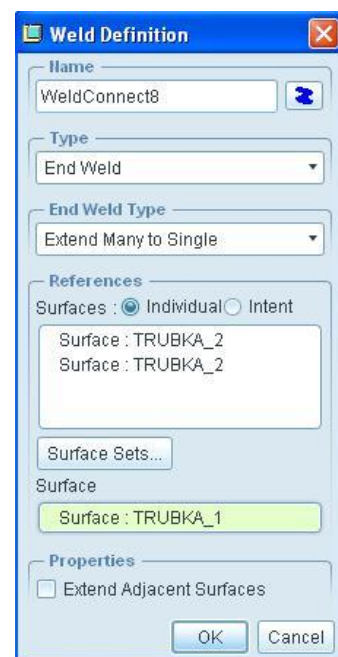 Weld Definition
Name
WeldConnect8
Type
End Weld
End Weld Type
Extend Many to Single
References
Surfaces : Individual Intent
Surface : TRUBKA_2
Surface : TRUBKA_2
Surface Sets...
Surface
Surface : TRUBKA_1
Properties
Extend Adjacent Surfaces
OK Cancel